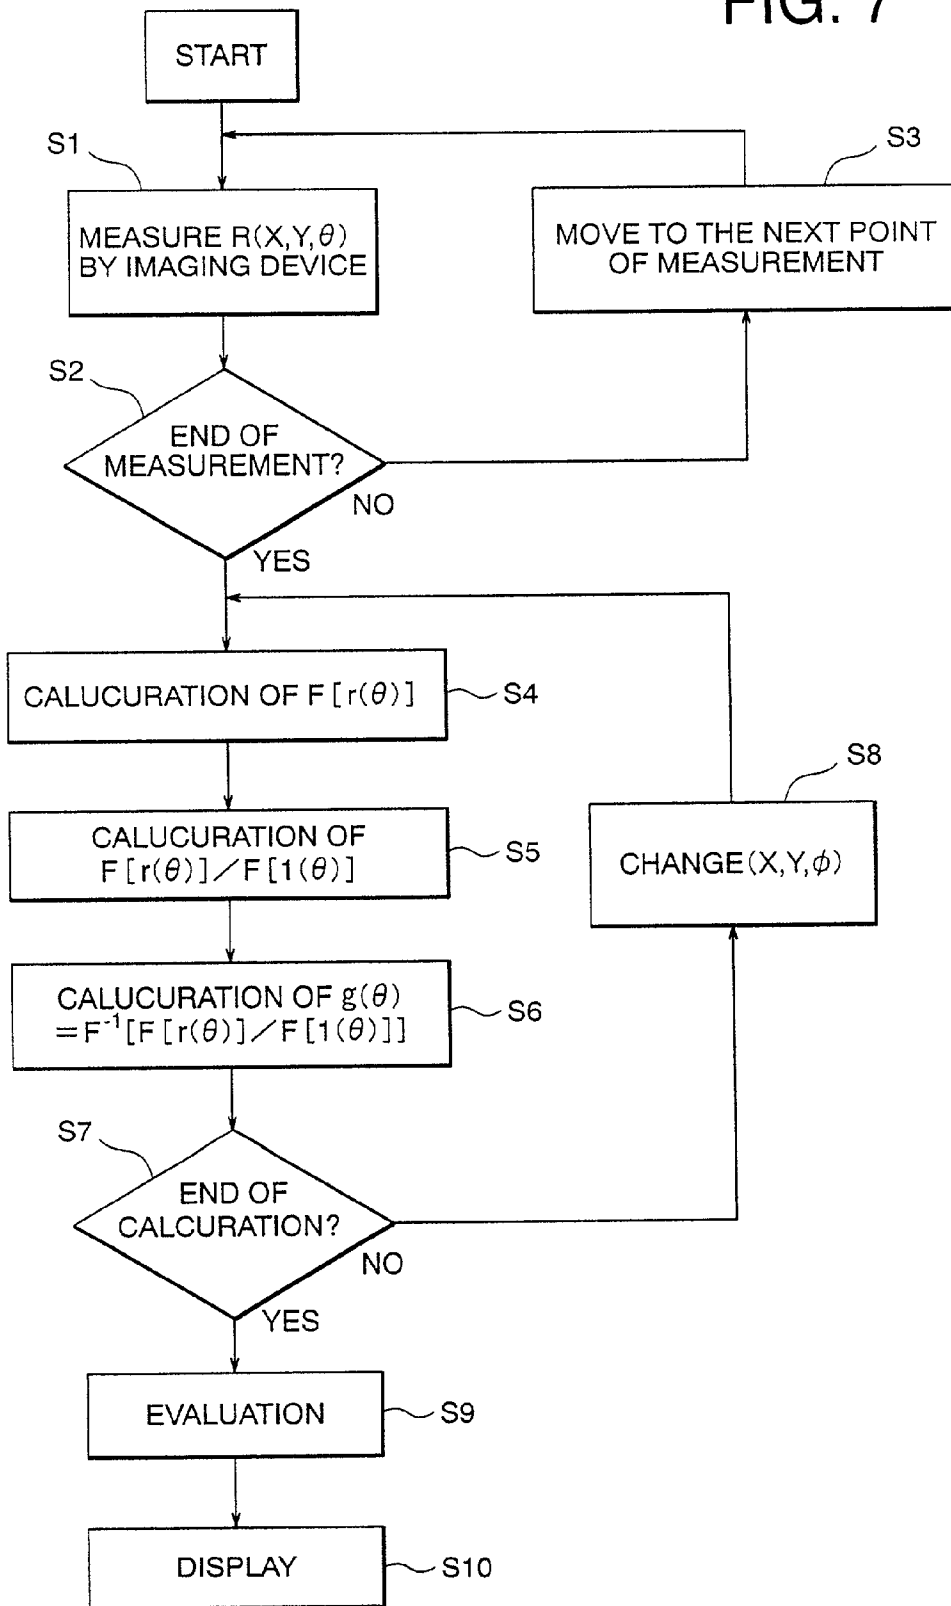 FIG. 7
START
S1
S3
MEASURE R(X,Y,θ)
BY IMAGING DEVICE
MOVE TO THE NEXT POINT
OF MEASUREMENT
S2
END OF
MEASUREMENT?
NO
YES
CALUCURATION OF F[r(θ)]
S4
S8
CALUCURATION OF
F[r(θ)]/F[1(θ)]
S5
CHANGE(X,Y,ϕ)
CALUCURATION OF g(θ)
=F⁻¹[F[r(θ)]/F[1(θ)]]
S6
S7
END OF
CALCURATION?
NO
YES
EVALUATION
S9
DISPLAY
S10